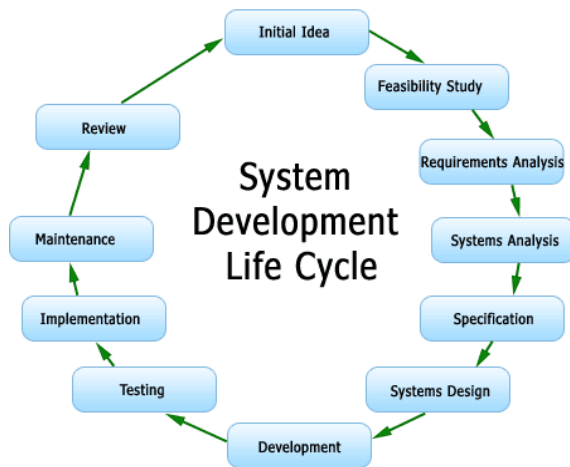 Initial Idea
Feasibility Study
Requirements Analysis
Systems Analysis
Specification
Systems Design
Development
Testing
Implementation
Maintenance
Review
System
Development
Life Cycle